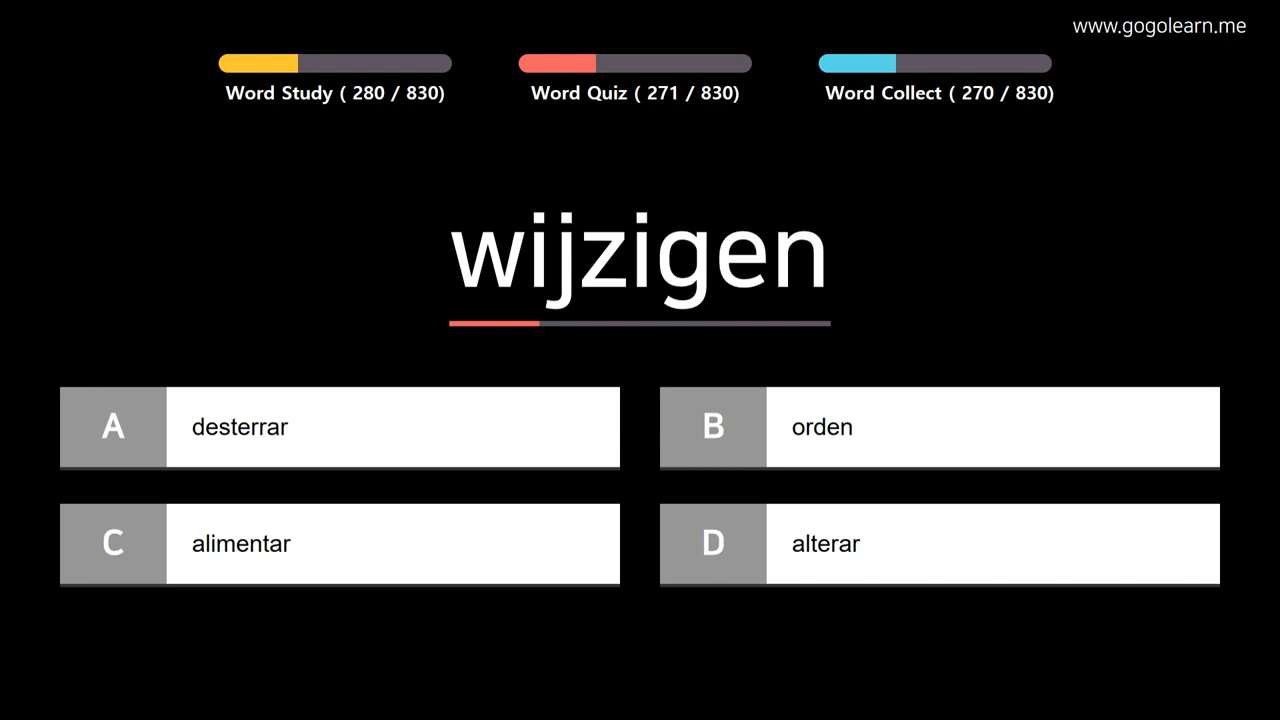 www.gogolearn.me
Word Study ( 280 / 830)
Word Quiz ( 271 / 830)
Word Collect ( 270 / 830)
wijzigen
A desterrar
B orden
C alimentar
D alterar